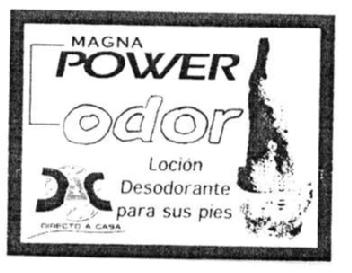 MAGNA
POWER
odor
Loción
Desodorante
para sus pies
DIRECTO A CASA